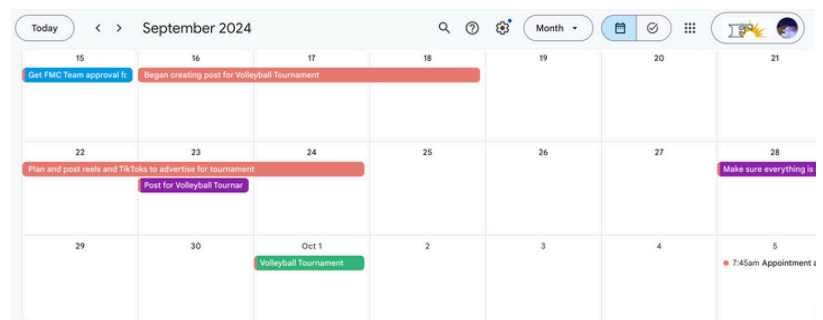 Today September 2024 Month
15 16 17 18 19 20 21
Get FMC Team approval fo Began creating post for Volleyball Tournament
22 23 24 25 26 27 28
Plan and post reels and TikToks to advertise for tournament Make sure everything is
Post for Volleyball Tournar
29 30 Oct 1 2 3 4 5
Volleyball Tournament 7:45am Appointment a